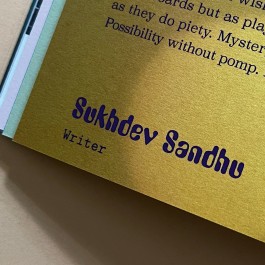 as they do piety. Myster
Possibility without pomp.
Sukhdev Sandhu
Writer